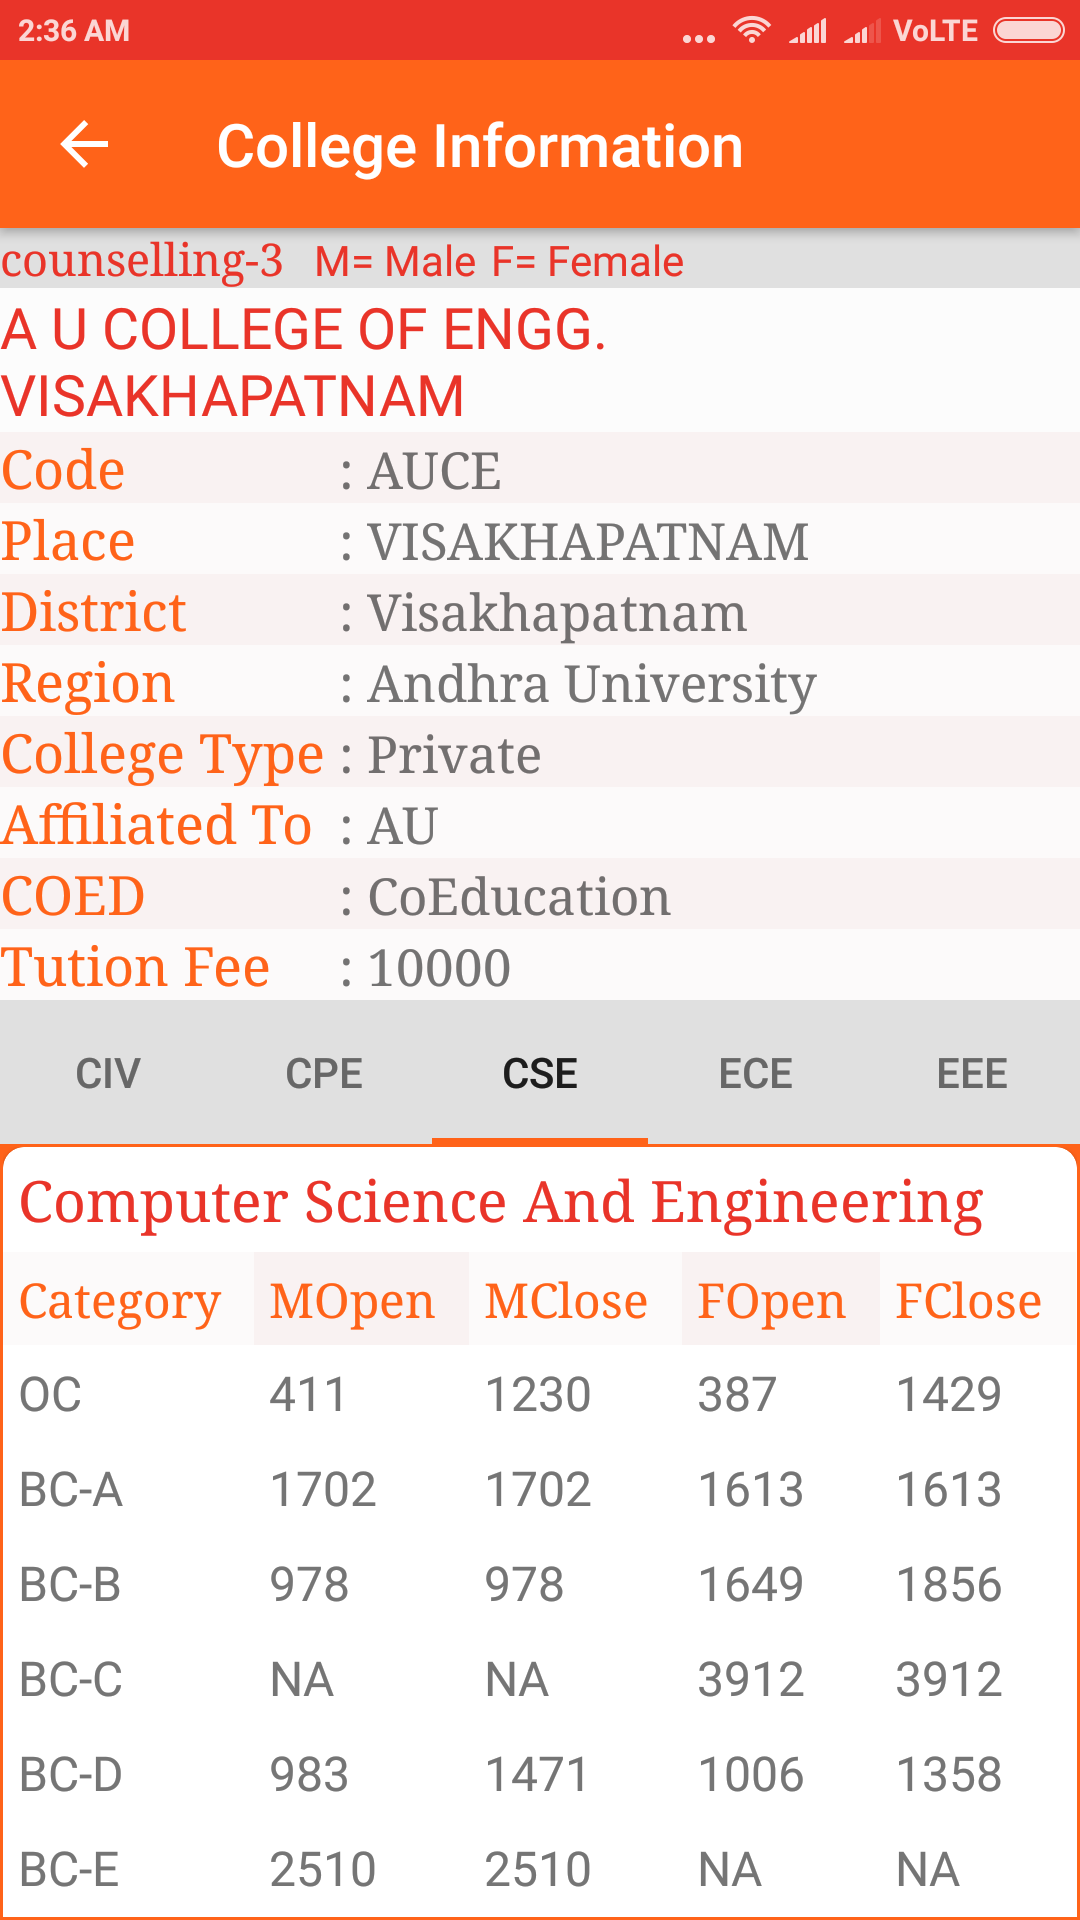 2:36 AM VoLTE
College Information
counselling-3 M= Male F= Female
A U COLLEGE OF ENGG.
VISAKHAPATNAM
Code : AUCE
Place : VISAKHAPATNAM
District : Visakhapatnam
Region : Andhra University
College Type : Private
Affiliated To : AU
COED : CoEducation
Tution Fee : 10000
CIV CPE CSE ECE EEE
Computer Science And Engineering
Category MOpen MClose FOpen FClose
OC 411 1230 387 1429
BC-A 1702 1702 1613 1613
BC-B 978 978 1649 1856
BC-C NA NA 3912 3912
BC-D 983 1471 1006 1358
BC-E 2510 2510 NA NA